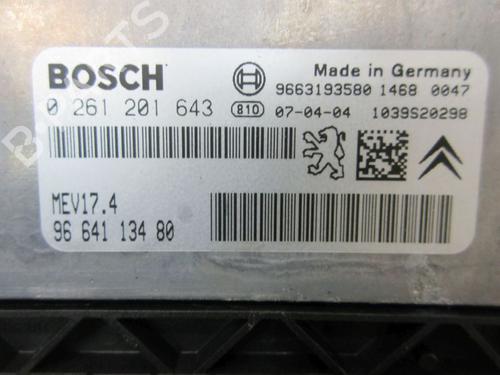 BOSCH
Made in Germany
9663193580 1468 0047
0 261 201 643 810 07-04-04 1039S20298
MEV17.4
96 641 134 80